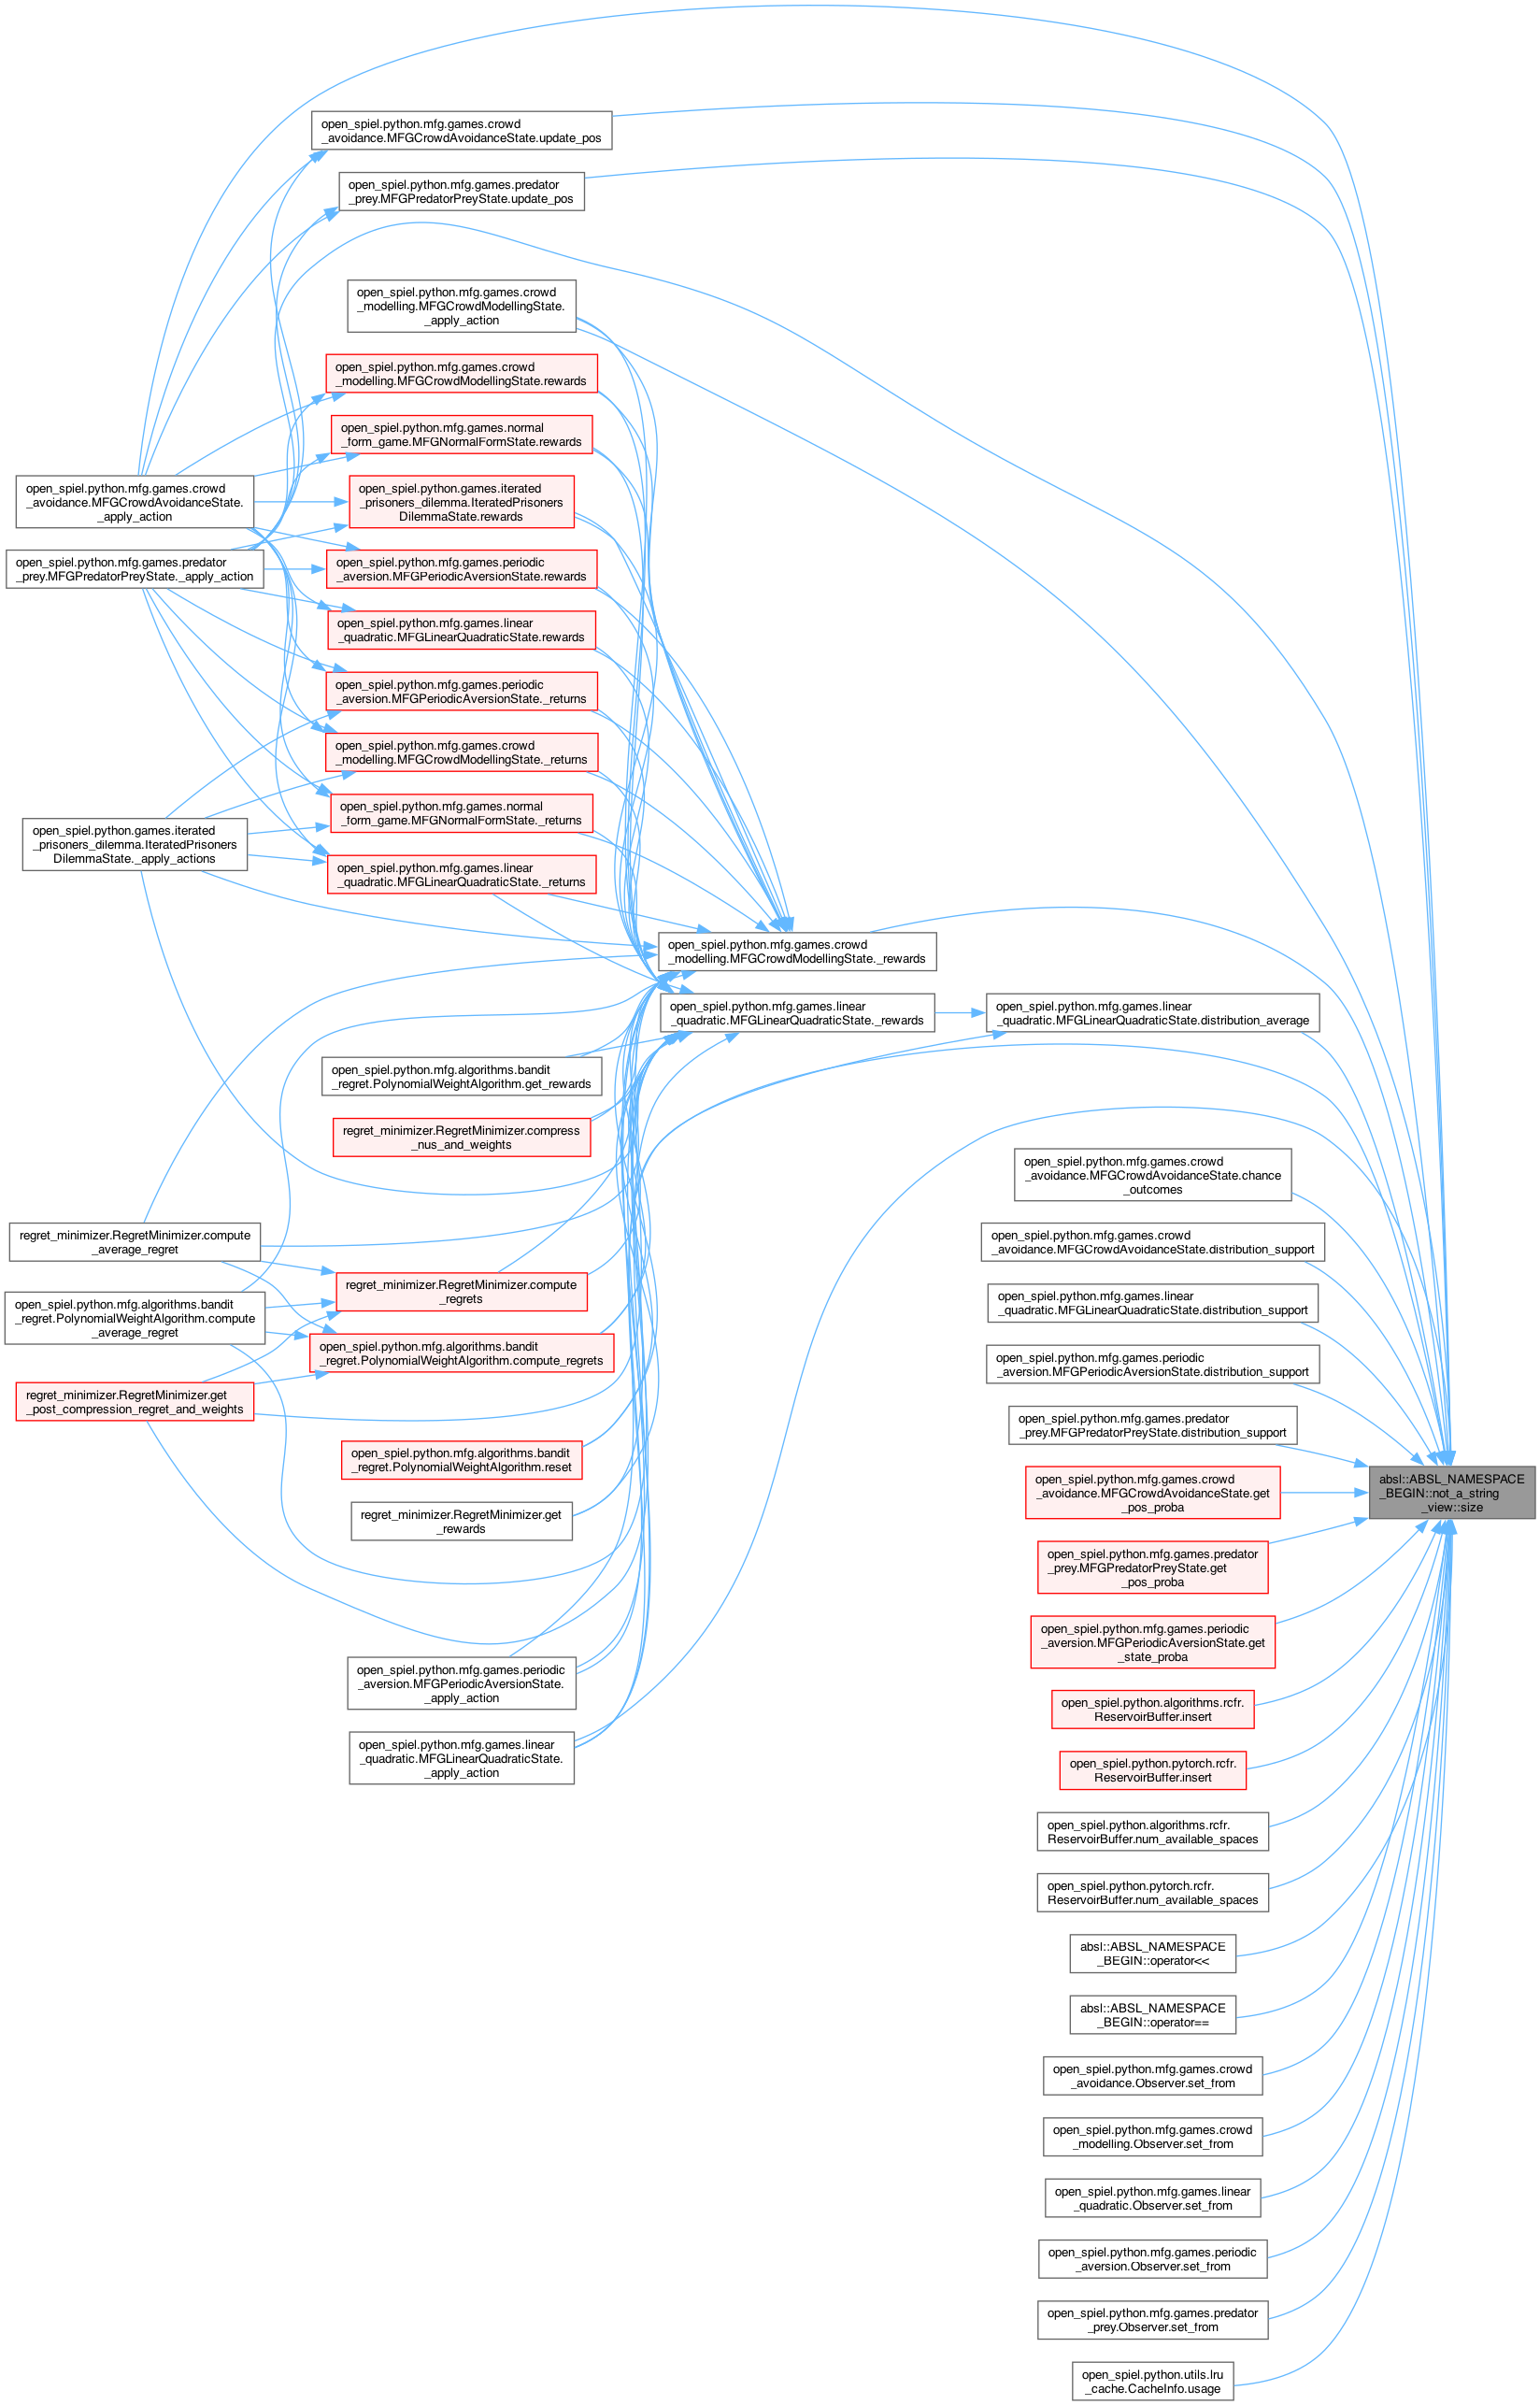 open_spiel.python.mfg.games.crowd
_avoidance.MFGCrowdAvoidanceState.update_pos
open_spiel.python.mfg.games.predator
_prey.MFGPredatorPreyState.update_pos
open_spiel.python.mfg.games.crowd
_modelling.MFGCrowdModellingState.
_apply_action
open_spiel.python.mfg.games.crowd
_modelling.MFGCrowdModellingState.rewards
open_spiel.python.mfg.games.normal
_form_game.MFGNormalFormState.rewards
open_spiel.python.mfg.games.crowd
_avoidance.MFGCrowdAvoidanceState.
_apply_action
open_spiel.python.games.iterated
_prisoners_dilemma.IteratedPrisoners
DilemmaState.rewards
open_spiel.python.mfg.games.predator
_prey.MFGPredatorPreyState._apply_action
open_spiel.python.mfg.games.periodic
_aversion.MFGPeriodicAversionState.rewards
open_spiel.python.mfg.games.linear
_quadratic.MFGLinearQuadraticState.rewards
open_spiel.python.mfg.games.periodic
_aversion.MFGPeriodicAversionState._returns
open_spiel.python.mfg.games.crowd
_modelling.MFGCrowdModellingState._returns
open_spiel.python.mfg.games.normal
_form_game.MFGNormalFormState._returns
open_spiel.python.games.iterated
_prisoners_dilemma.IteratedPrisoners
DilemmaState._apply_actions
open_spiel.python.mfg.games.linear
_quadratic.MFGLinearQuadraticState._returns
open_spiel.python.mfg.games.crowd
_modelling.MFGCrowdModellingState._rewards
open_spiel.python.mfg.games.linear
_quadratic.MFGLinearQuadraticState._rewards
open_spiel.python.mfg.games.linear
_quadratic.MFGLinearQuadraticState.distribution_average
open_spiel.python.mfg.algorithms.bandit
_regret.PolynomialWeightAlgorithm.get_rewards
regret_minimizer.RegretMinimizer.compress
_nus_and_weights
open_spiel.python.mfg.games.crowd
_avoidance.MFGCrowdAvoidanceState.chance
_outcomes
regret_minimizer.RegretMinimizer.compute
_average_regret
open_spiel.python.mfg.games.crowd
_avoidance.MFGCrowdAvoidanceState.distribution_support
regret_minimizer.RegretMinimizer.compute
_regrets
open_spiel.python.mfg.games.linear
_quadratic.MFGLinearQuadraticState.distribution_support
open_spiel.python.mfg.algorithms.bandit
_regret.PolynomialWeightAlgorithm.compute
_average_regret
open_spiel.python.mfg.algorithms.bandit
_regret.PolynomialWeightAlgorithm.compute_regrets
open_spiel.python.mfg.games.periodic
_aversion.MFGPeriodicAversionState.distribution_support
regret_minimizer.RegretMinimizer.get
_post_compression_regret_and_weights
open_spiel.python.mfg.games.predator
_prey.MFGPredatorPreyState.distribution_support
open_spiel.python.mfg.algorithms.bandit
_regret.PolynomialWeightAlgorithm.reset
open_spiel.python.mfg.games.crowd
_avoidance.MFGCrowdAvoidanceState.get
_pos_proba
absl::ABSL_NAMESPACE
_BEGIN::not_a_string
_view::size
regret_minimizer.RegretMinimizer.get
_rewards
open_spiel.python.mfg.games.predator
_prey.MFGPredatorPreyState.get
_pos_proba
open_spiel.python.mfg.games.periodic
_aversion.MFGPeriodicAversionState.get
_state_proba
open_spiel.python.mfg.games.periodic
_aversion.MFGPeriodicAversionState.
_apply_action
open_spiel.python.algorithms.rcfr.
ReservoirBuffer.insert
open_spiel.python.mfg.games.linear
_quadratic.MFGLinearQuadraticState.
_apply_action
open_spiel.python.pytorch.rcfr.
ReservoirBuffer.insert
open_spiel.python.algorithms.rcfr.
ReservoirBuffer.num_available_spaces
open_spiel.python.pytorch.rcfr.
ReservoirBuffer.num_available_spaces
absl::ABSL_NAMESPACE
_BEGIN::operator<<
absl::ABSL_NAMESPACE
_BEGIN::operator==
open_spiel.python.mfg.games.crowd
_avoidance.Observer.set_from
open_spiel.python.mfg.games.crowd
_modelling.Observer.set_from
open_spiel.python.mfg.games.linear
_quadratic.Observer.set_from
open_spiel.python.mfg.games.periodic
_aversion.Observer.set_from
open_spiel.python.mfg.games.predator
_prey.Observer.set_from
open_spiel.python.utils.lru
_cache.CacheInfo.usage